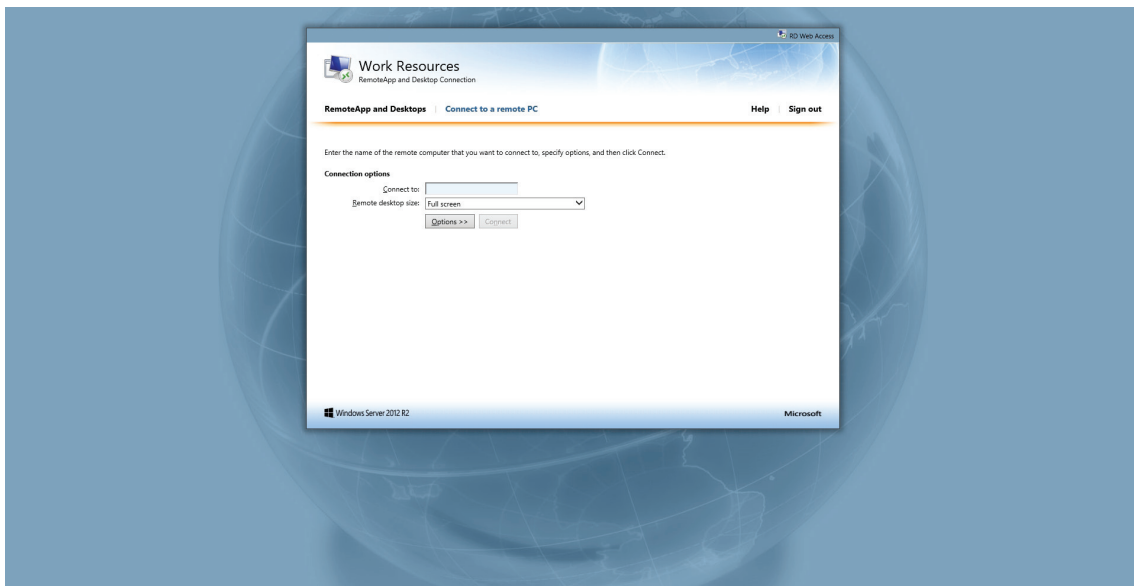 RD Web Access
Work Resources
RemoteApp and Desktop Connection
RemoteApp and Desktops | Connect to a remote PC Help | Sign out
Enter the name of the remote computer that you want to connect to, specify options, and then click Connect.
Connection options
Connect to:
Remote desktop size: Full screen
Options >> Connect
Windows Server 2012 R2 Microsoft